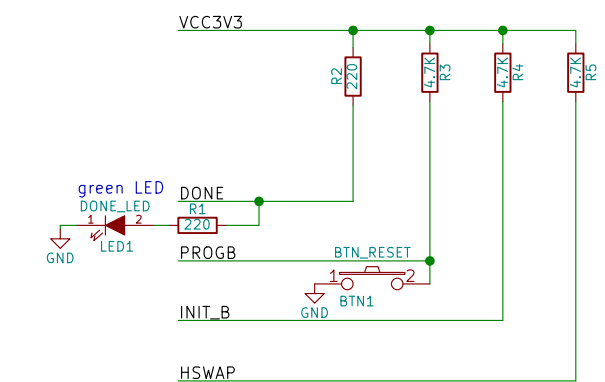 VCC3V3
R2
220
4.7K
R3
4.7K
R4
4.7K
R5
green LED
DONE_LED
DONE
R1
1
2
220
LED1
GND
PROGB
BTN_RESET
1
2
BTN1
GND
INIT_B
HSWAP